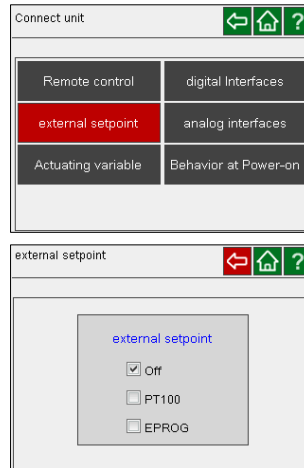 Connect unit
?
Remote control
digital Interfaces
external setpoint
analog interfaces
Actuating variable
Behavior at Power-on
external setpoint
?
external setpoint
Off
PT100
EPROG